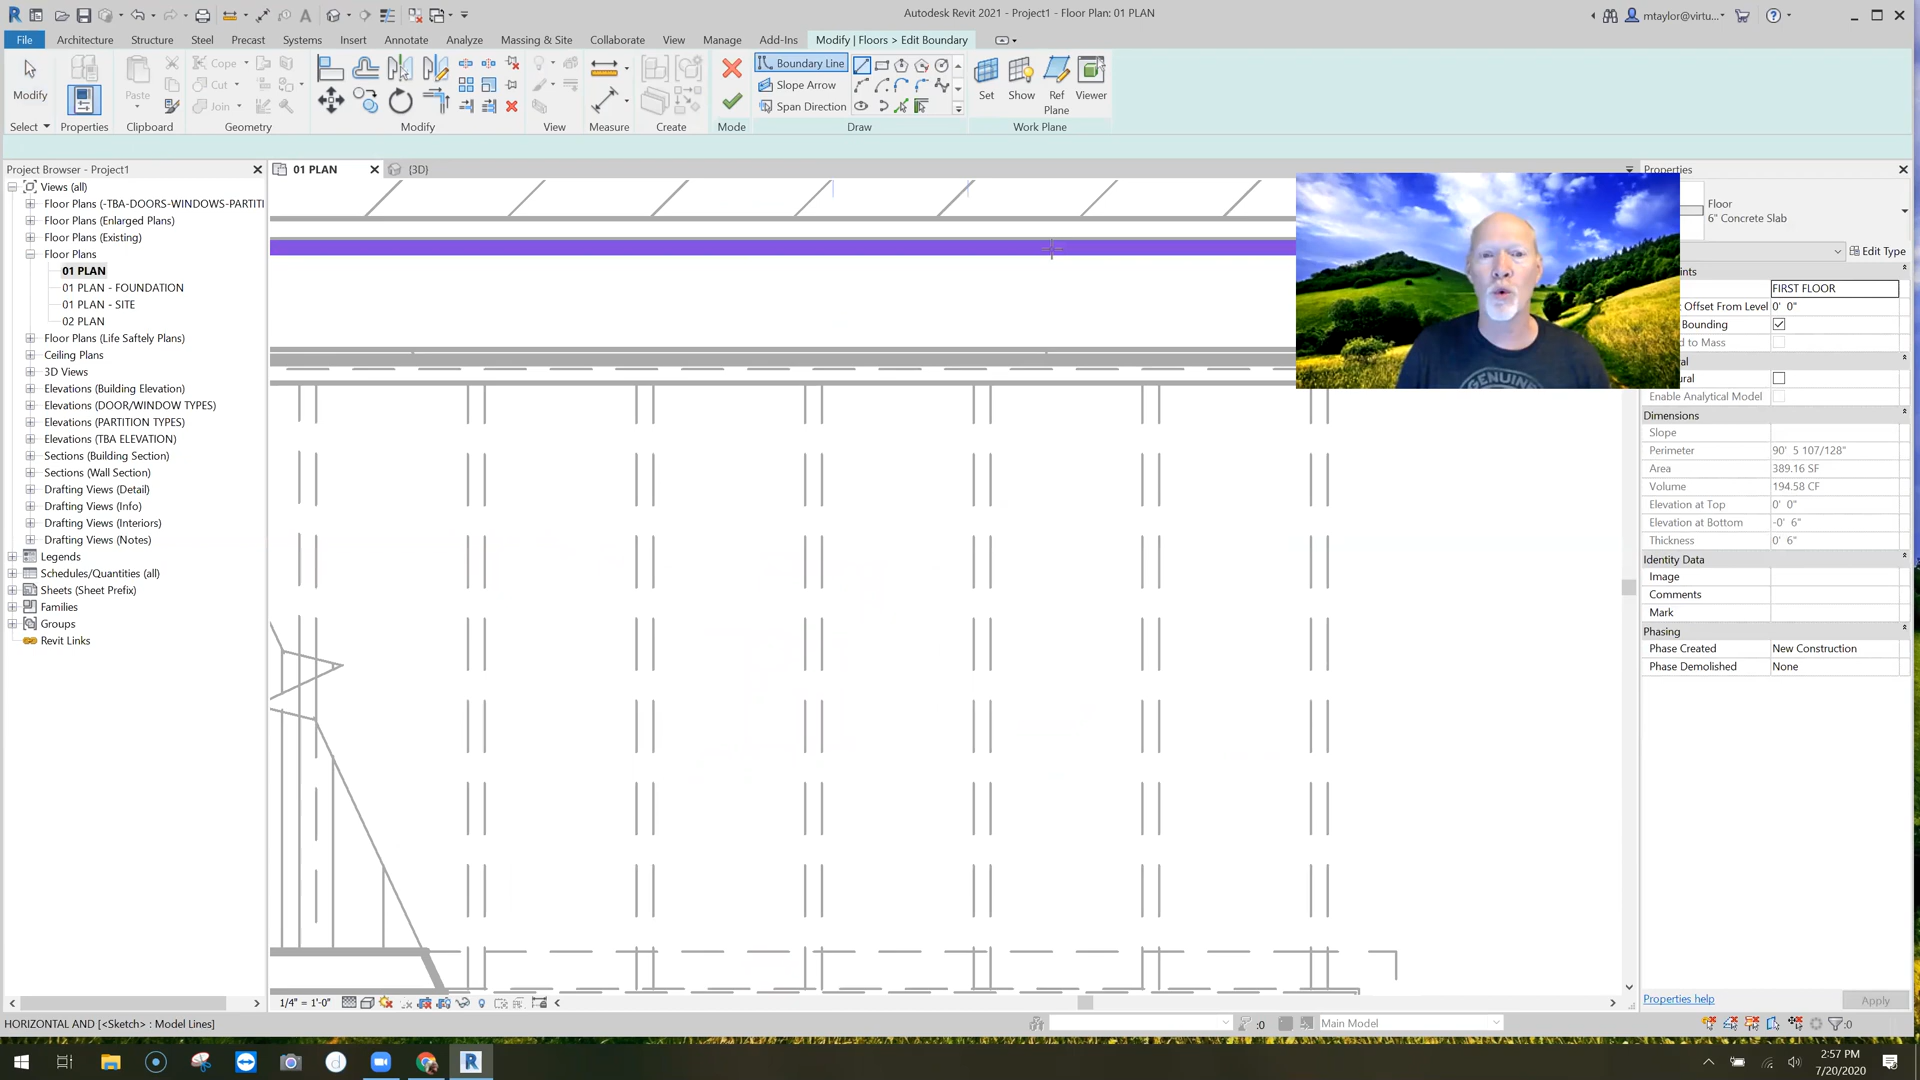 Autodesk Revit 2021 - Project1 - Floor Plan: 01 PLAN
mtaylor@virtu...
File Architecture Structure Steel Precast Systems Insert Annotate Analyze Massing & Site Collaborate View Manage Add-Ins Modify | Floors > Edit Boundary
Cope
Boundary Line
Cut
Slope Arrow
Modify
Paste
Set Show Ref Viewer
Join
Span Direction
Plane
Select Properties Clipboard Geometry Modify View Measure Create Mode Draw Work Plane
Project Browser - Project1
01 PLAN
{3D}
Properties
Views (all)
Floor Plans (-TBA-DOORS-WINDOWS-PARTITI
Floor Plans (Enlarged Plans)
Floor Plans (Existing)
Floor Plans
01 PLAN
01 PLAN - FOUNDATION
01 PLAN - SITE
02 PLAN
Floor Plans (Life Saftely Plans)
Ceiling Plans
3D Views
Elevations (Building Elevation)
Elevations (DOOR/WINDOW TYPES)
Elevations (PARTITION TYPES)
Elevations (TBA ELEVATION)
Sections (Building Section)
Sections (Wall Section)
Drafting Views (Detail)
Drafting Views (Info)
Drafting Views (Interiors)
Drafting Views (Notes)
Legends
Schedules/Quantities (all)
Sheets (Sheet Prefix)
Families
Groups
Revit Links
GENUINE
Floor
6" Concrete Slab
Edit Type
ints
FIRST FLOOR
t Offset From Level 0' 0"
Bounding
d to Mass
al
ural
Enable Analytical Model
Dimensions
Slope
Perimeter 90' 5 107/128"
Area 389.16 SF
Volume 194.58 CF
Elevation at Top 0' 0"
Elevation at Bottom -0' 6"
Thickness 0' 6"
Identity Data
Image
Comments
Mark
Phasing
Phase Created New Construction
Phase Demolished None
Properties help
Apply
1/4" = 1'-0"
HORIZONTAL AND [<Sketch> : Model Lines]
:0
Main Model
:0
2:57 PM
7/20/2020